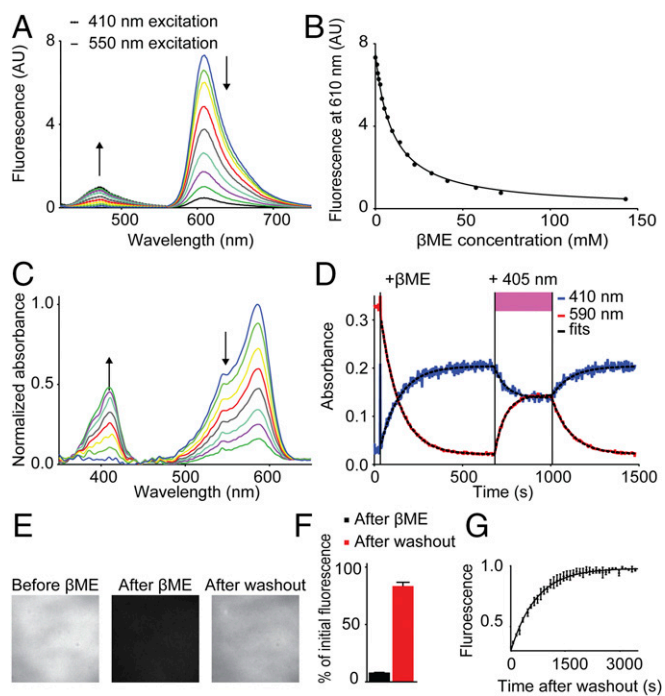 A
– 410 nm excitation
– 550 nm excitation
8
4
0
Fluorescence (AU)
500
600
700
Wavelength (nm)
B
8
4
0
Fluorescence at 610 nm (AU)
0
50
100
150
βME concentration (mM)
C
1.0
0.5
0.0
Normalized absorbance
400
500
600
Wavelength (nm)
D
+βME
+ 405 nm
410 nm
590 nm
fits
0.3
0.2
0.1
0
Absorbance
0
500
1000
1500
Time (s)
E
Before βME
After βME
After washout
F
After βME
After washout
100
50
0
% of initial fluorescence
G
1.0
0.5
Fluroescence
0
1500
3000
Time after washout (s)